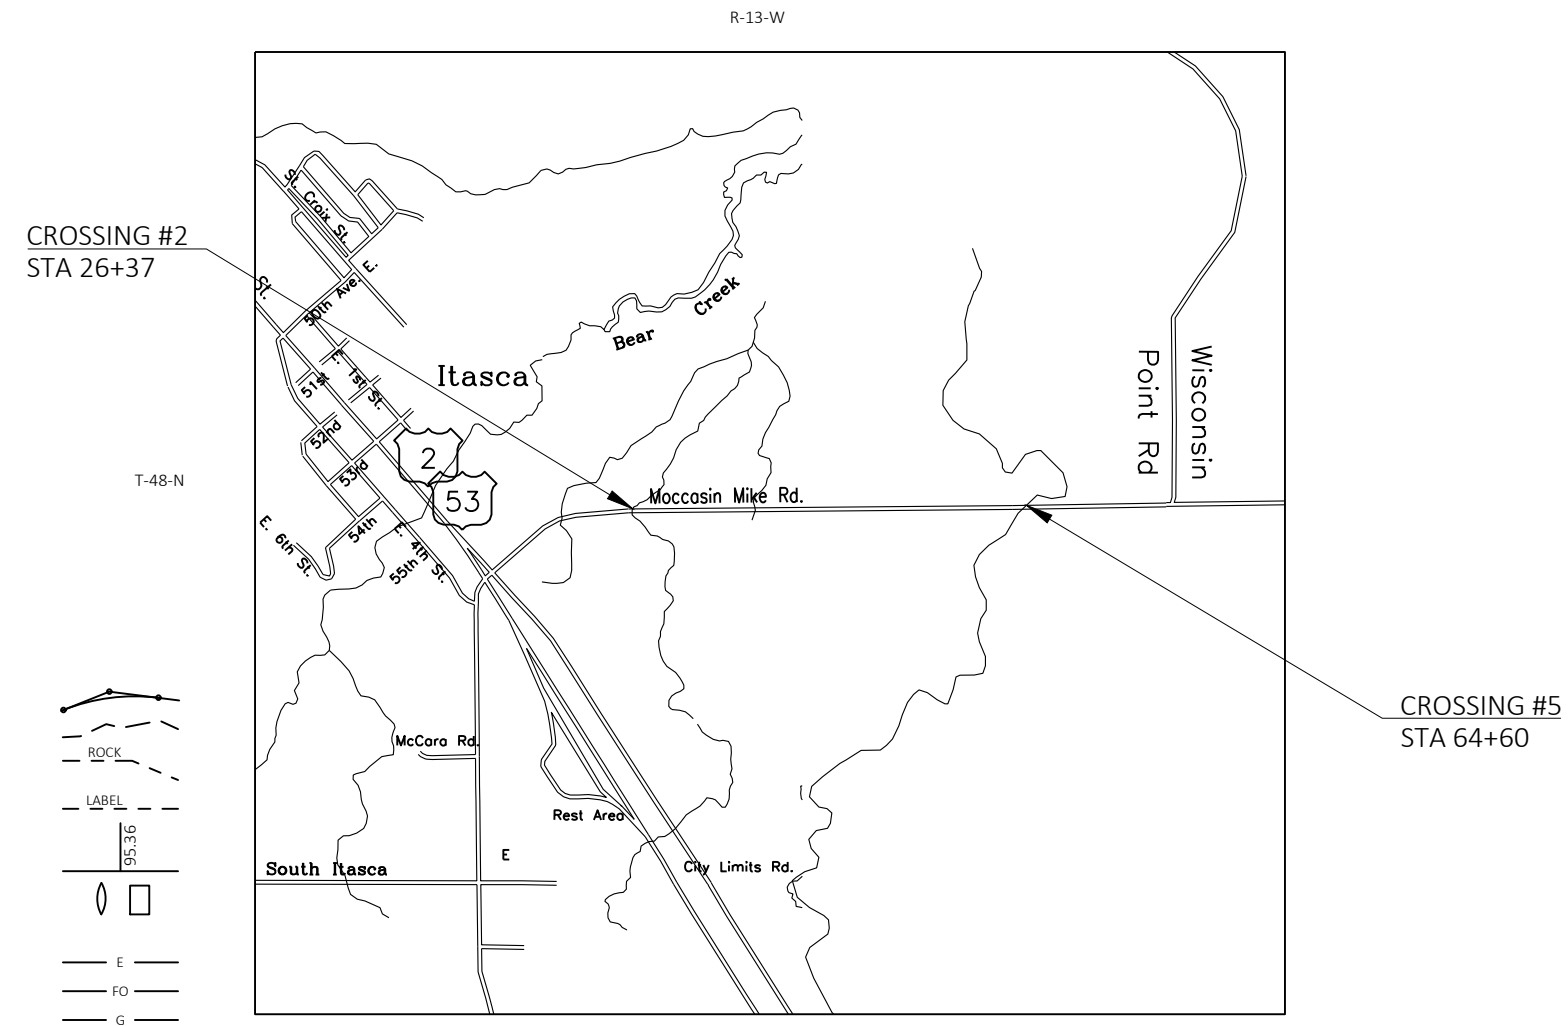 R-13-W
CROSSING #2
STA 26+37
St. Croix St.
St.
50th Ave. E.
51st
E. 1st St.
Itasca
Bear Creek
52nd
53rd
2
53
Moccasin Mike Rd.
Wisconsin
Point Rd
T-48-N
E. 6th St.
54th
E. 4th St.
55th
CROSSING #5
STA 64+60
McCara Rd.
ROCK
LABEL
95.36
Rest Area
E
City Limits Rd.
South Itasca
E
FO
G